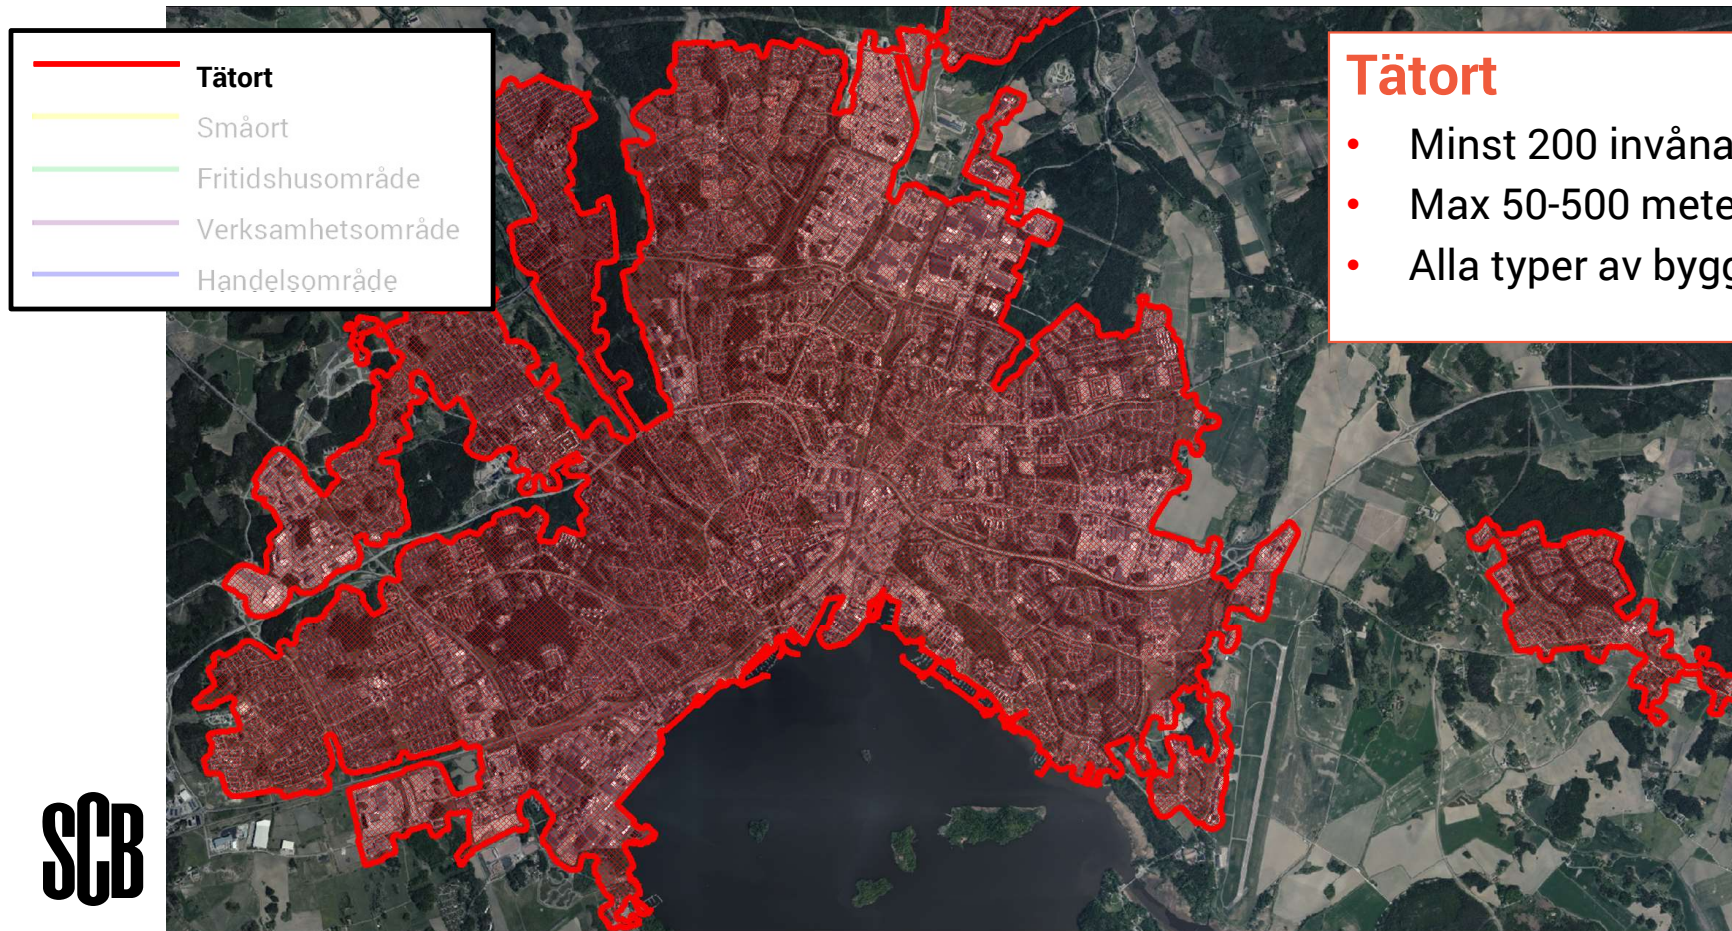 Tätort
Småort
Fritidshusområde
Verksamhetsområde
Handelsområde
Tätort
• Minst 200 invåna
• Max 50-500 mete
• Alla typer av bygg
SCB